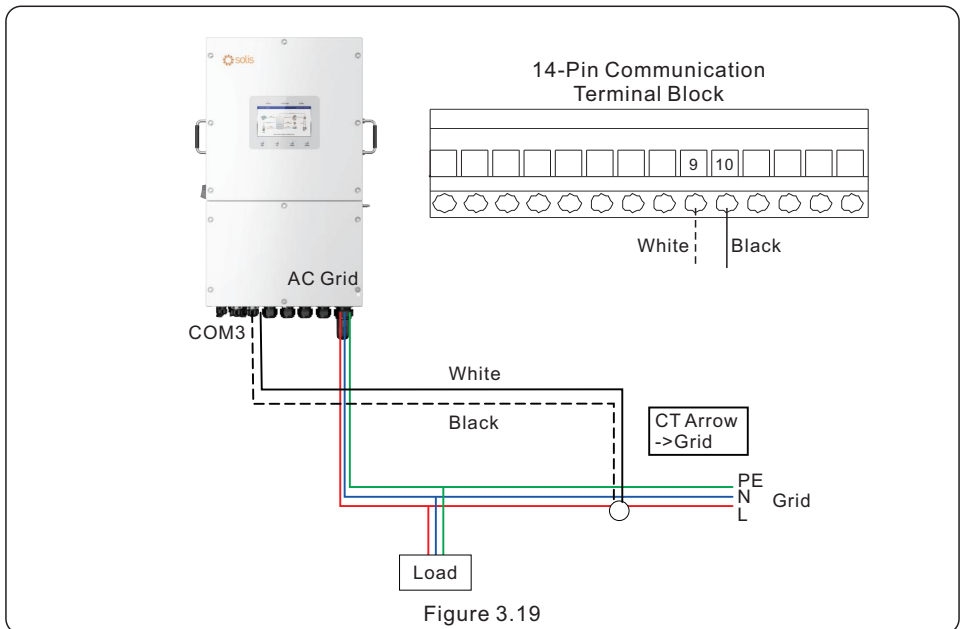 solis
14-Pin Communication
Terminal Block
9 10
White Black
AC Grid
COM3
White
Black
CT Arrow
->Grid
PE
N
L
Grid
Load
Figure 3.19